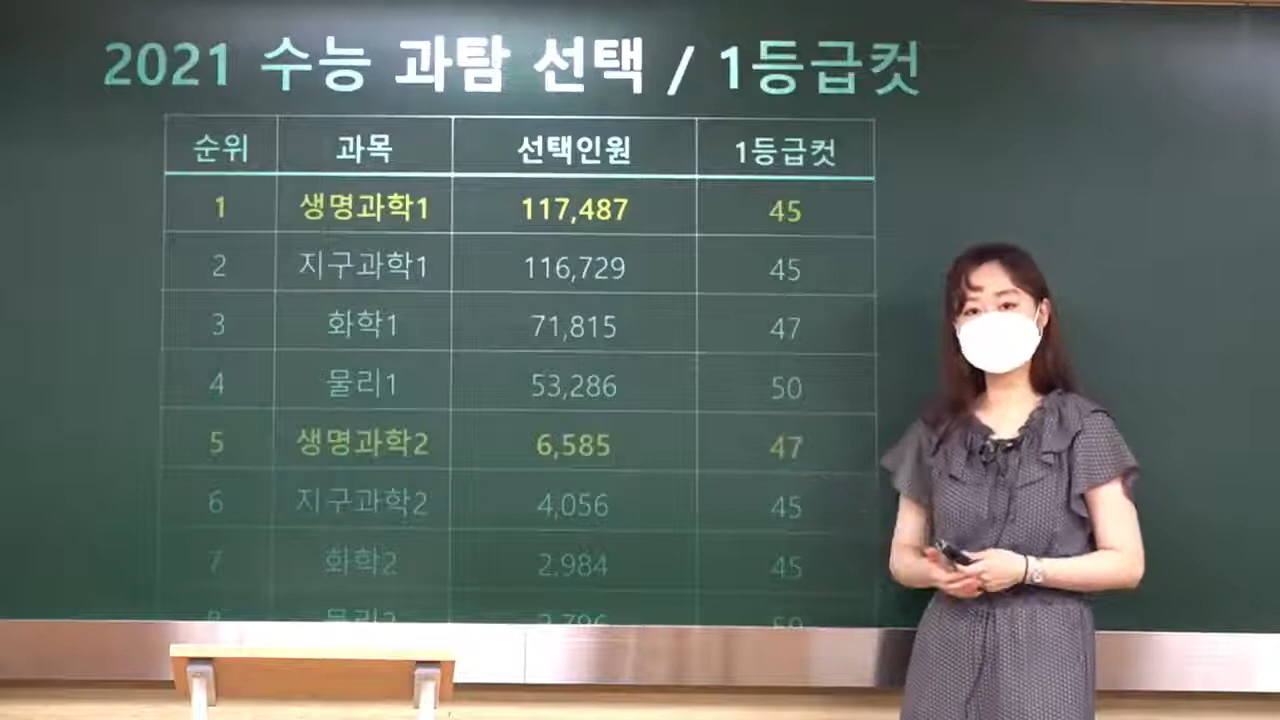 2021 수능 과탐 선택 / 1등급컷
순위 과목 선택인원 1등급컷
1 생명과학1 117,487 45
2 지구과학1 116,729 45
3 화학1 71,815 47
4 물리1 53,286 50
5 생명과학2 6,585 47
6 지구과학2 4,056 45
7 화학2 2,984 45